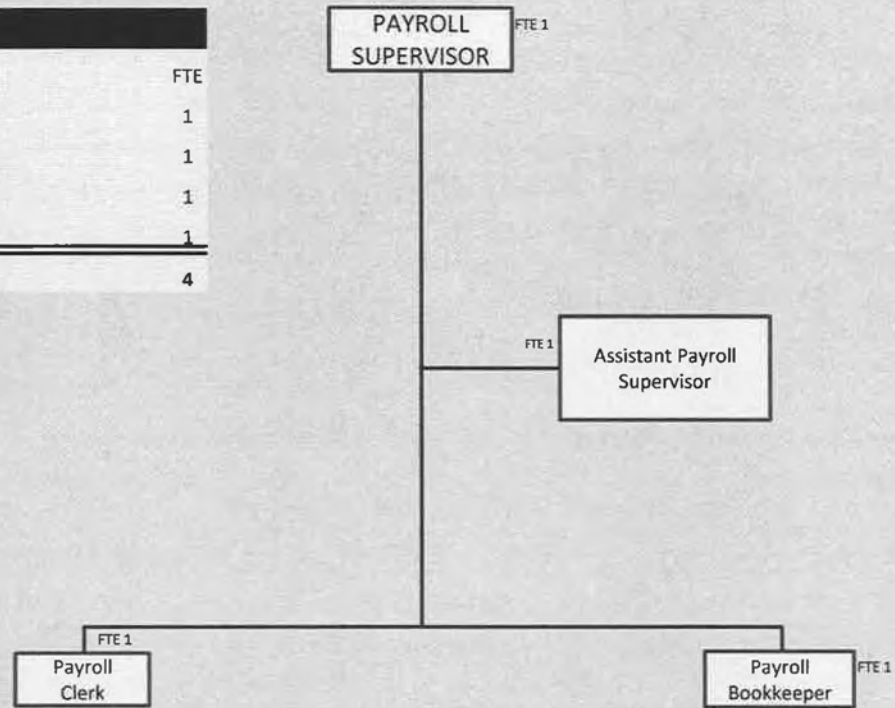 FTE
1
1
1
1
4
PAYROLL
SUPERVISOR
FTE 1
FTE 1
Assistant Payroll
Supervisor
FTE 1
Payroll
Clerk
Payroll
Bookkeeper
FTE 1